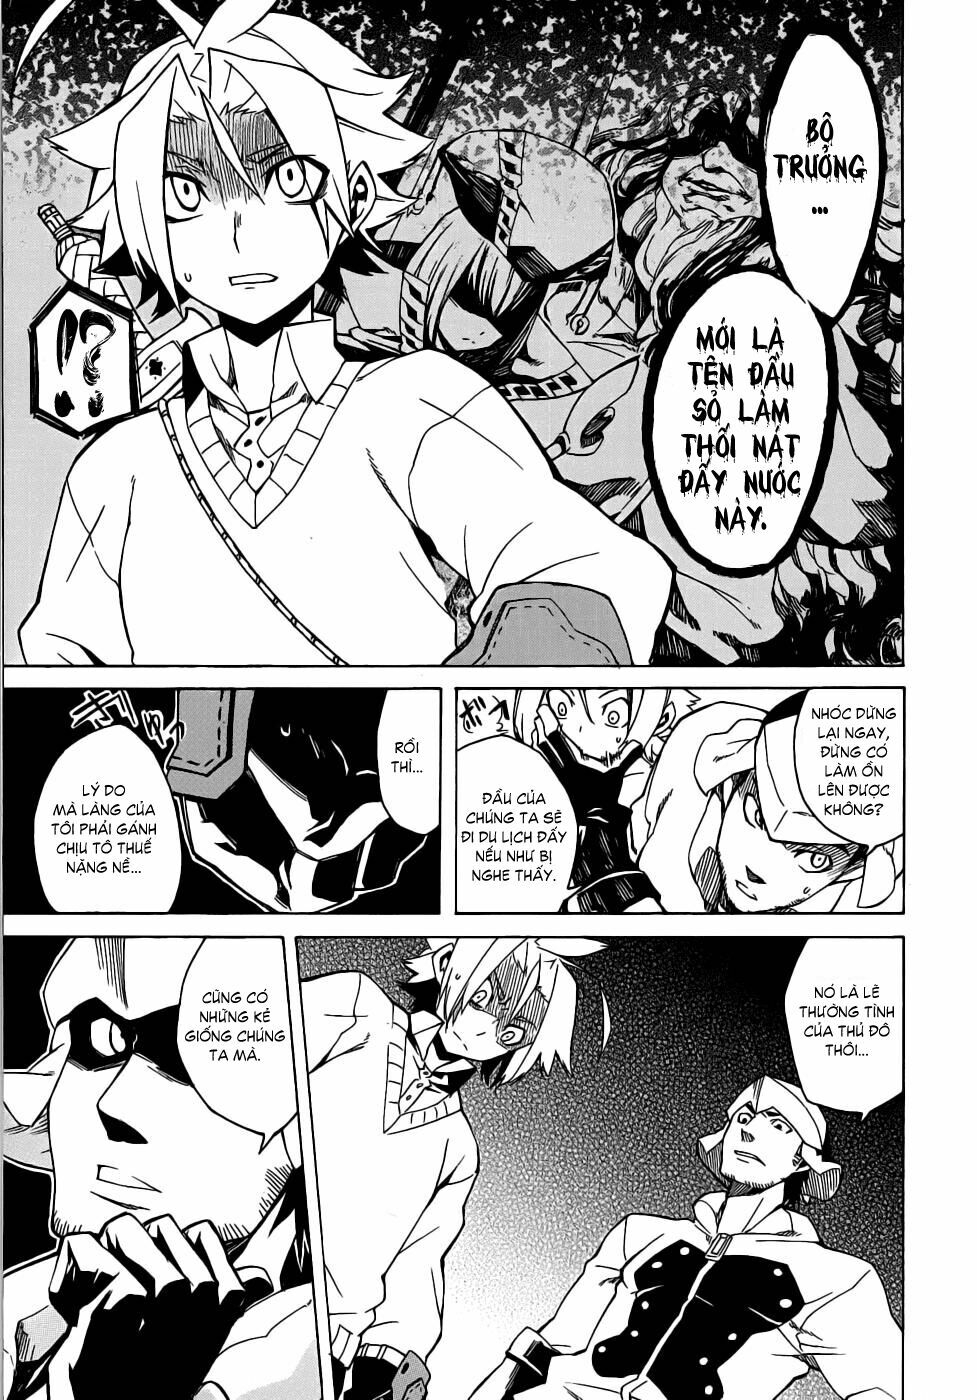 BỘ
TRƯỞNG
...
MỚI LÀ
TÊN ĐẦU
SỎ LÀM
THỐI NÁT
ĐẤY NƯỚC
NÀY.
NHÓC DỪNG
LẠI NGAY,
ĐỪNG CÓ
LÀM ỒN
LÊN ĐƯỢC
KHÔNG?
ĐẦU CỦA
CHÚNG TA SẼ
ĐI DU LỊCH ĐẤY
NẾU NHƯ BỊ
NGHE THẤY.
RỒI
THÌ...
LÝ DO
MÀ LÀNG CỦA
TÔI PHẢI GÁNH
CHỊU TÔ THUẾ
NẶNG NỀ...
NÓ LÀ LẼ
THƯỜNG TÌNH
CỦA THỦ ĐÔ
THÔI...
CŨNG CÓ
NHỮNG KẺ
GIỐNG CHÚNG
TA MÀ.